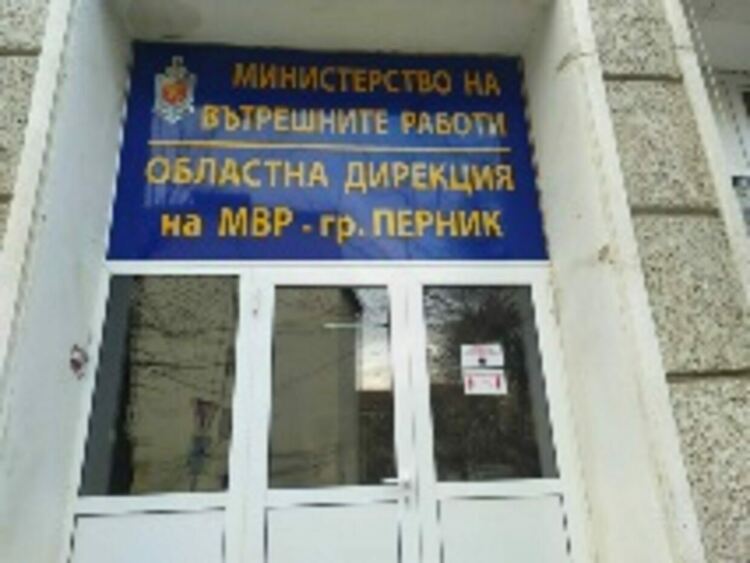 МИНИСТЕРСТВО НА
ВЪТРЕШНИТЕ РАБОТИ
ОБЛАСТНА ДИРЕКЦИЯ
на МВР - гр. ПЕРНИК